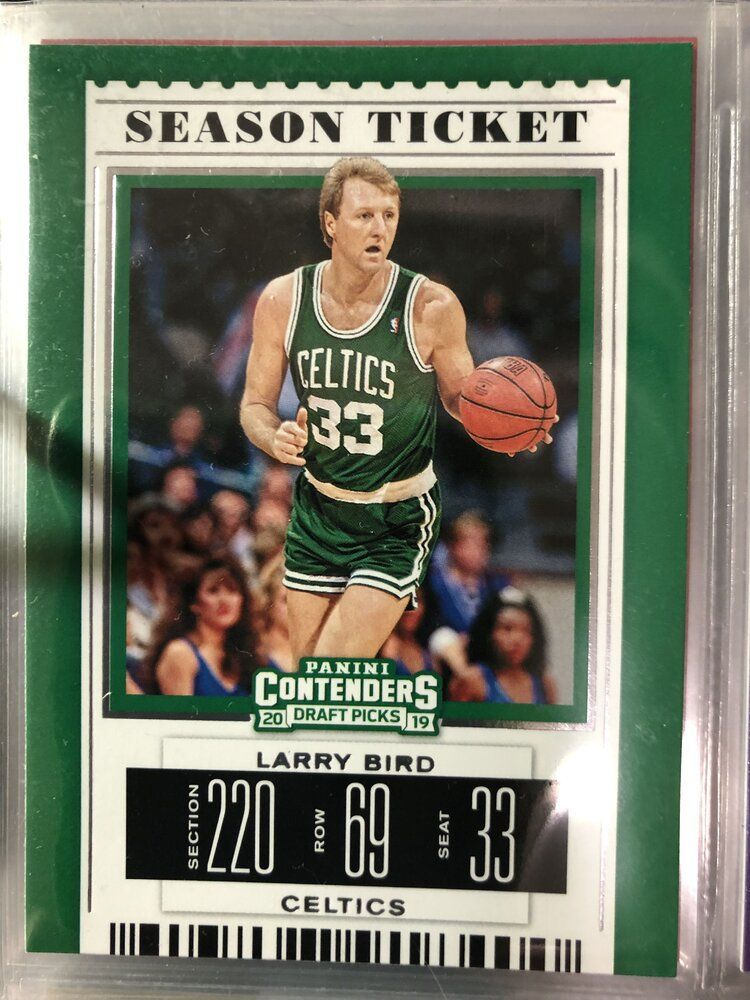 SEASON TICKET
CELTICS
33
PANINI
CONTENDERS
20 DRAFT PICKS 19
LARRY BIRD
SECTION 220 ROW 69 SEAT 33
CELTICS